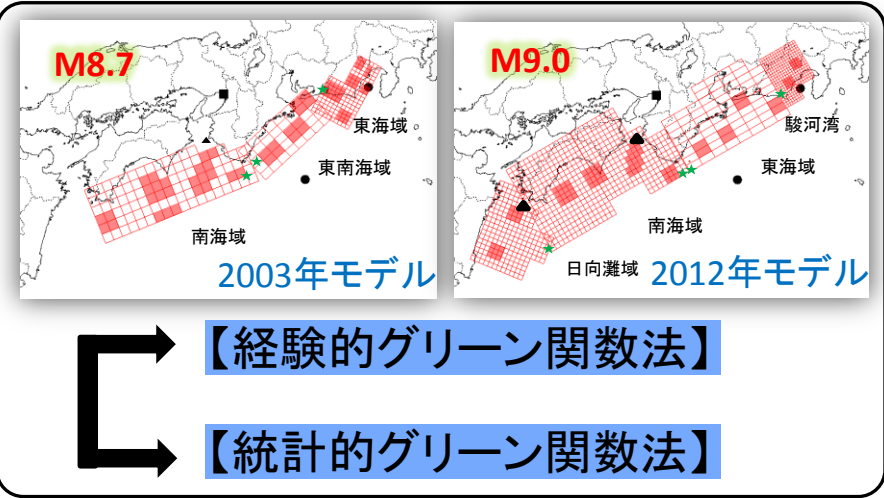 M8.7
東海域
東南海域
南海域
2003年モデル
M9.0
駿河湾
東海域
南海域
日向灘域
2012年モデル
【経験的グリーン関数法】
【統計的グリーン関数法】